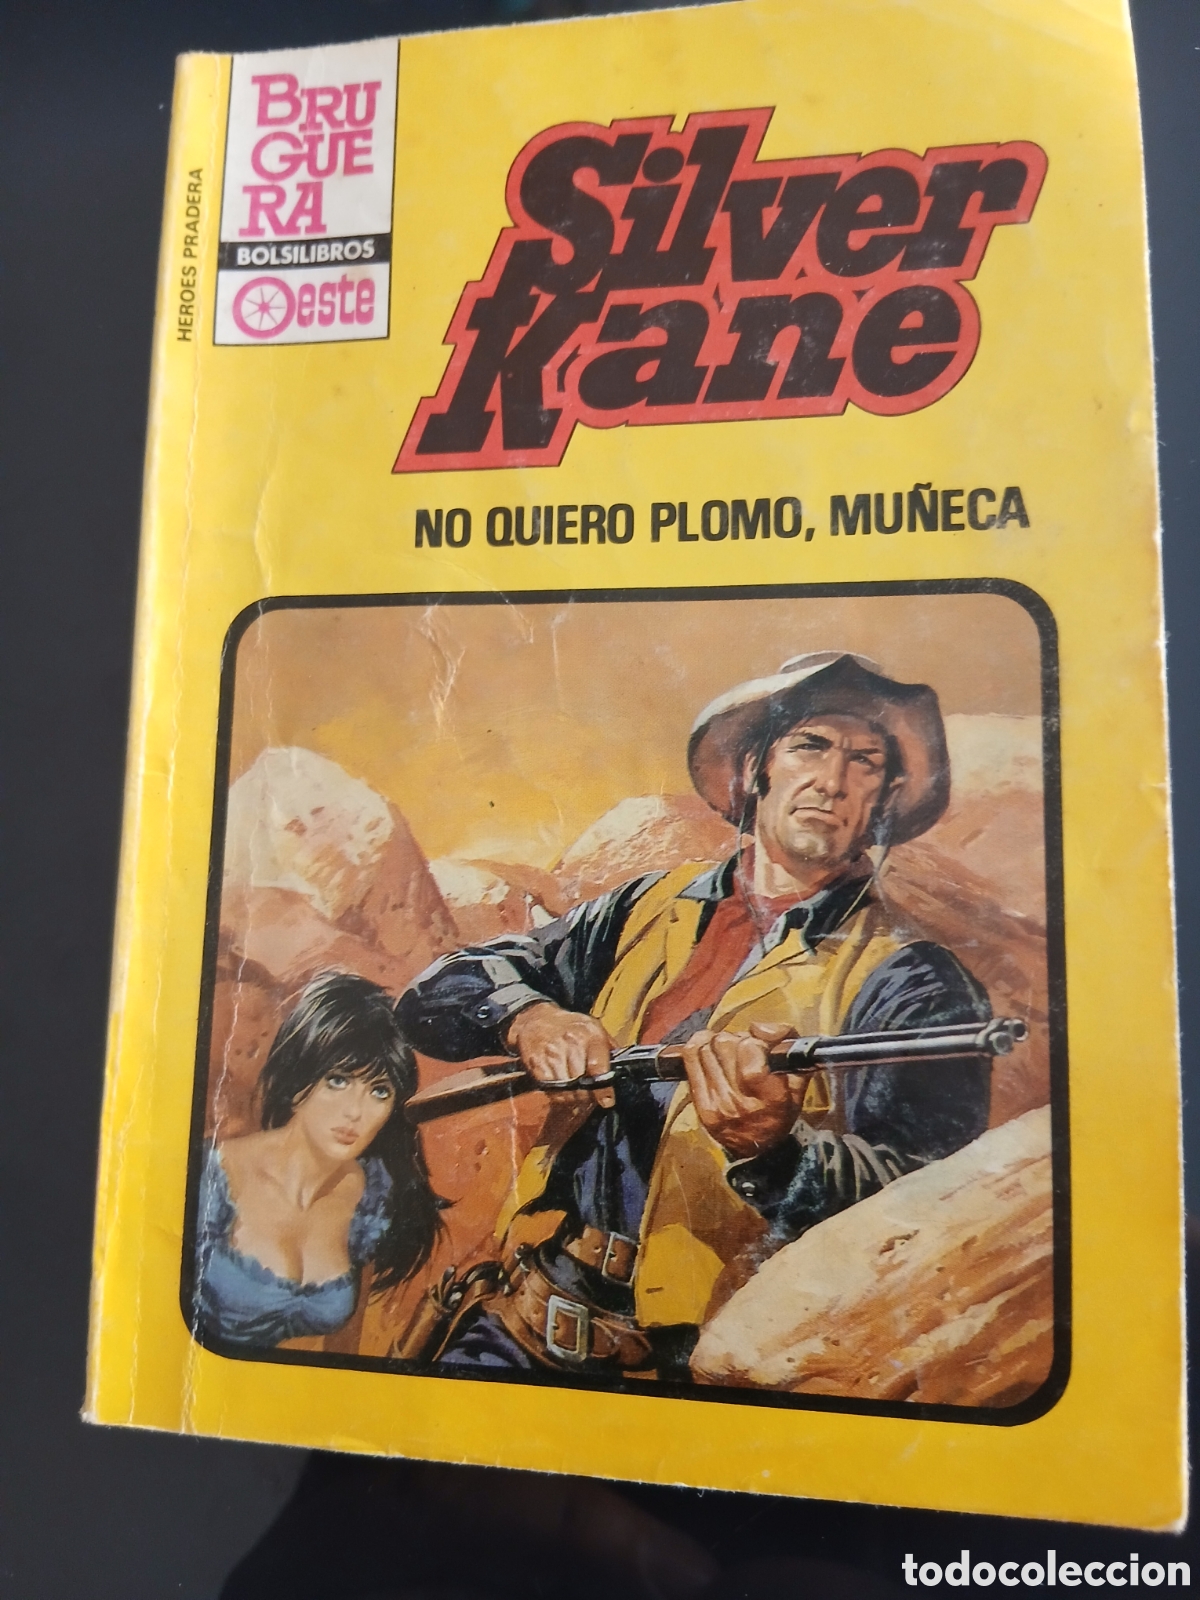 BRU
GUE
RA
BOLSILIBROS
Oeste
HEROES PRADERA
Silver
Kane
NO QUIERO PLOMO, MUÑECA
todocoleccion